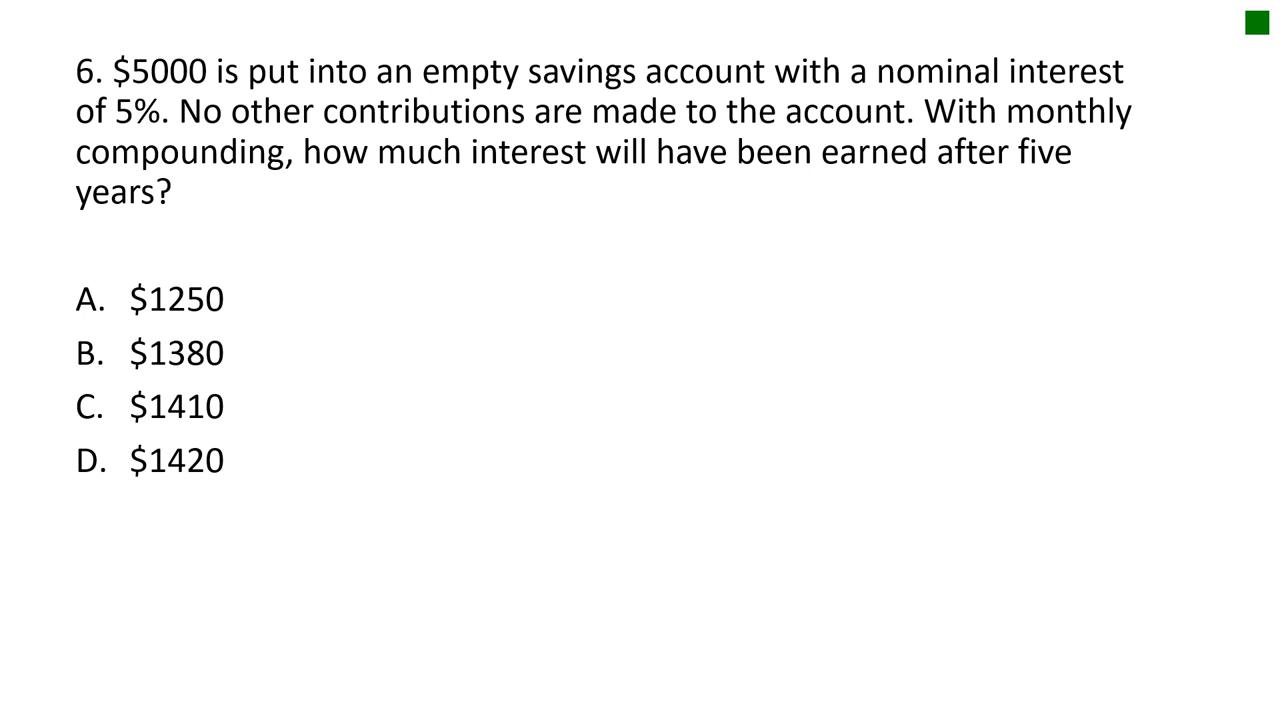 6. $5000 is put into an empty savings account with a nominal interest
of 5%. No other contributions are made to the account. With monthly
compounding, how much interest will have been earned after five
years?
A. $1250
B. $1380
C. $1410
D. $1420